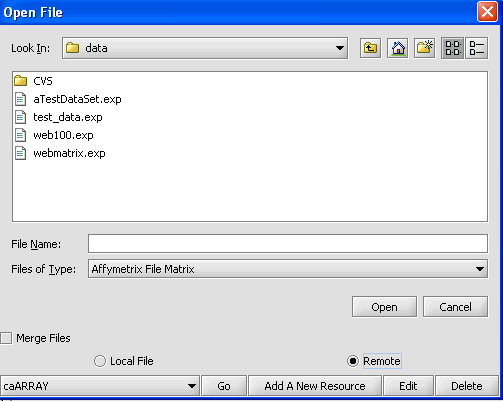 Open File
Look In: data
CVS
aTestDataSet.exp
test_data.exp
web100.exp
webmatrix.exp
File Name:
Files of Type: Affymetrix File Matrix
Open Cancel
Merge Files
Local File Remote
caARRAY Go Add A New Resource Edit Delete